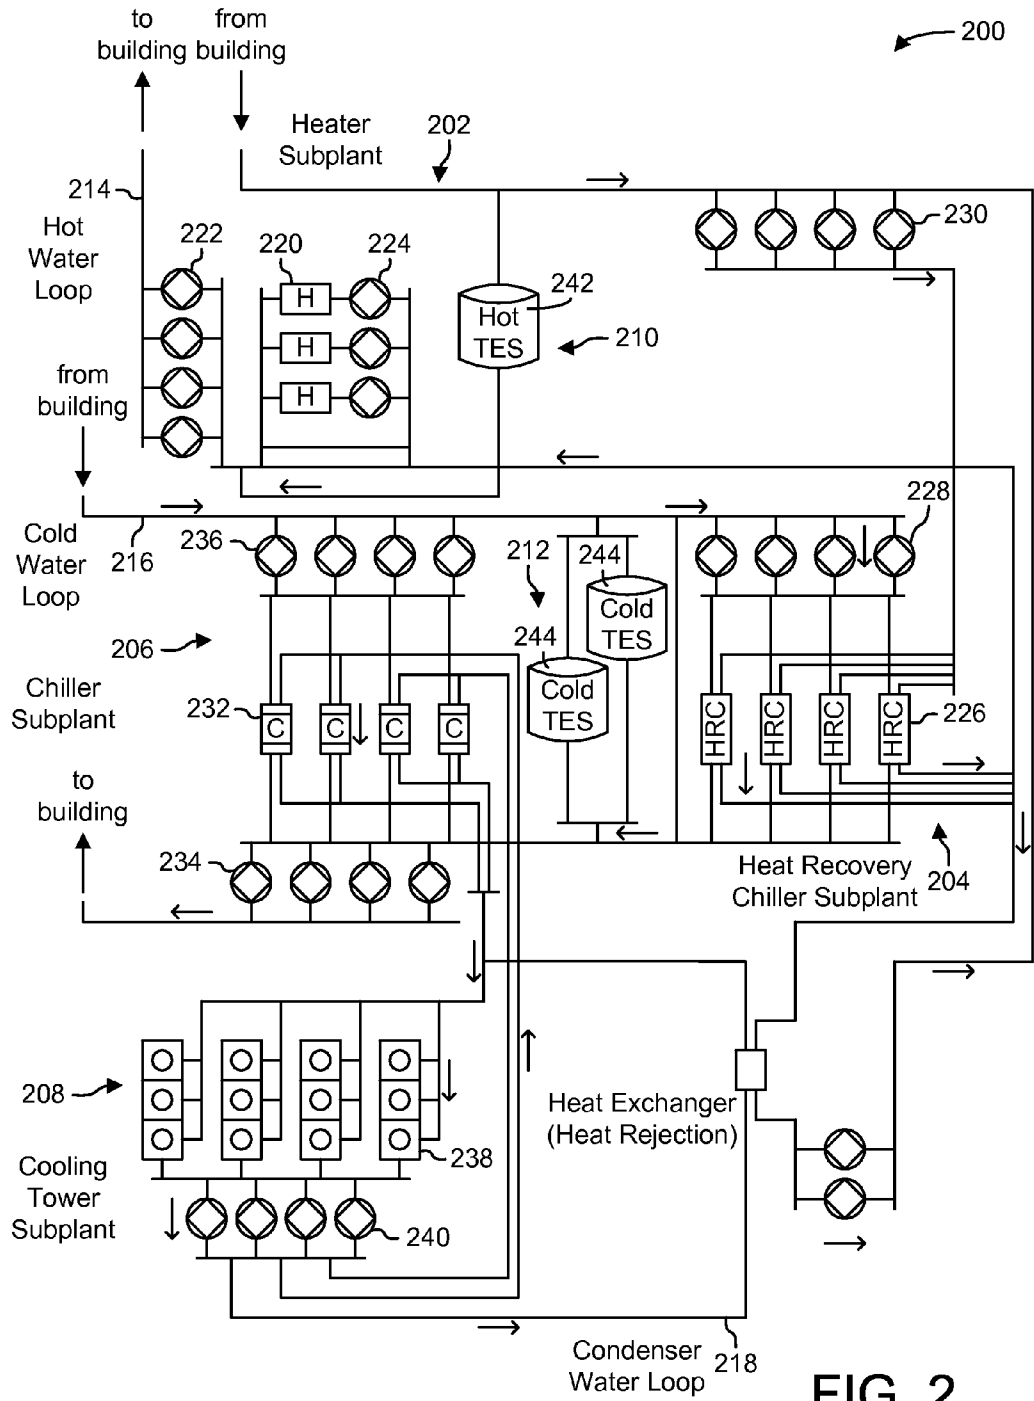 to
building
from
building
200
Heater
Subplant
202
214
Hot
Water
Loop
222
220
224
230
H
H
H
Hot
TES
242
210
from
building
Cold
Water
Loop
216
236
212
244
Cold
TES
244
Cold
TES
228
206
Chiller
Subplant
232
C
C
C
C
HRC
HRC
HRC
HRC
226
to
building
234
Heat Recovery
Chiller Subplant
204
208
Cooling
Tower
Subplant
238
240
Heat Exchanger
(Heat Rejection)
Condenser
Water Loop
218
FIG. 2